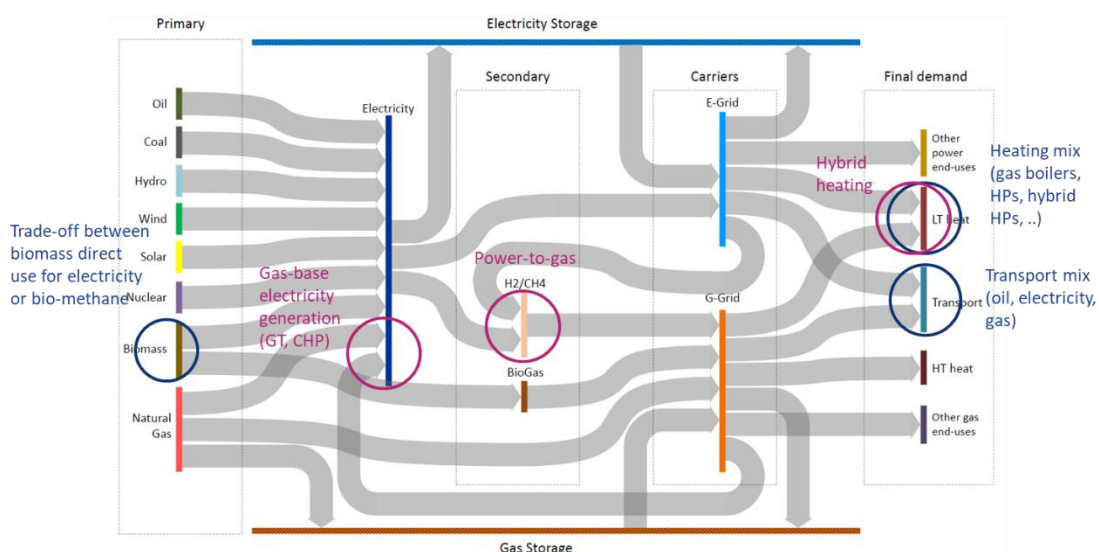 Primary
Electricity Storage
Secondary
Carriers
Final demand
Oil
Coal
Hydro
Wind
Solar
Nuclear
Biomass
Natural
Gas
Trade-off between
biomass direct
use for electricity
or bio-methane
Electricity
Gas-base
electricity
generation
(GT, CHP)
Power-to-gas
H2/CH4
BioGas
E-Grid
G-Grid
Hybrid
heating
Other
power
end-uses
LT heat
Transport
HT heat
Other gas
end-uses
Heating mix
(gas boilers,
HPs, hybrid
HPs, ..)
Transport mix
(oil, electricity,
gas)
Gas Storage